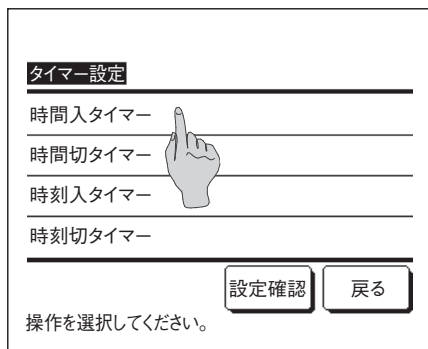 タイマー設定
時間入タイマー
時間切タイマー
時刻入タイマー
時刻切タイマー
設定確認 戻る
操作を選択してください。